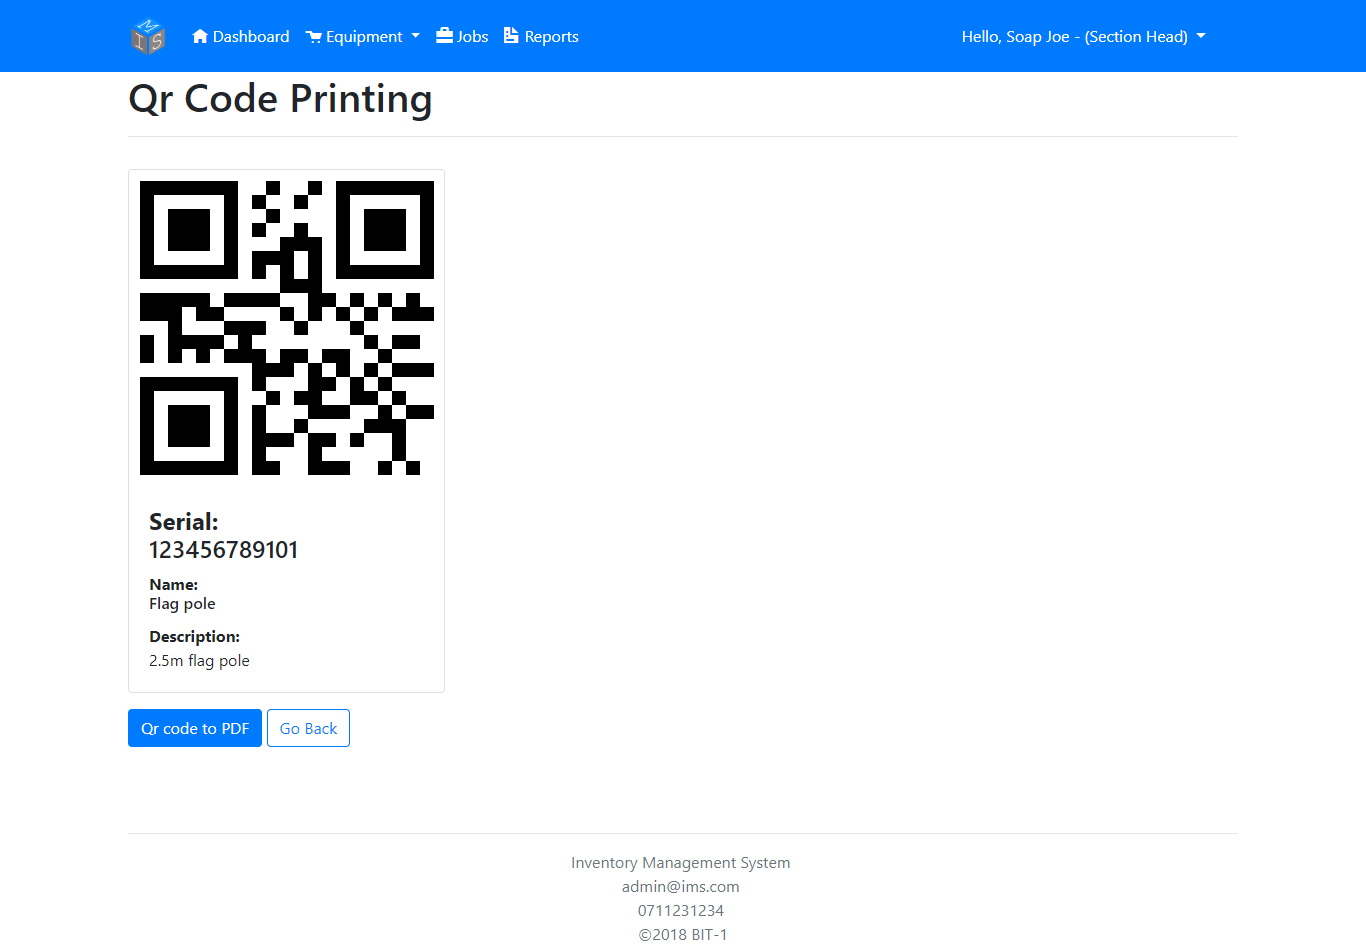 IMS
Dashboard Equipment Jobs Reports Hello, Soap Joe - (Section Head)
Qr Code Printing
Serial:
123456789101
Name:
Flag pole
Description:
2.5m flag pole
Qr code to PDF Go Back
Inventory Management System
admin@ims.com
0711231234
©2018 BIT-1